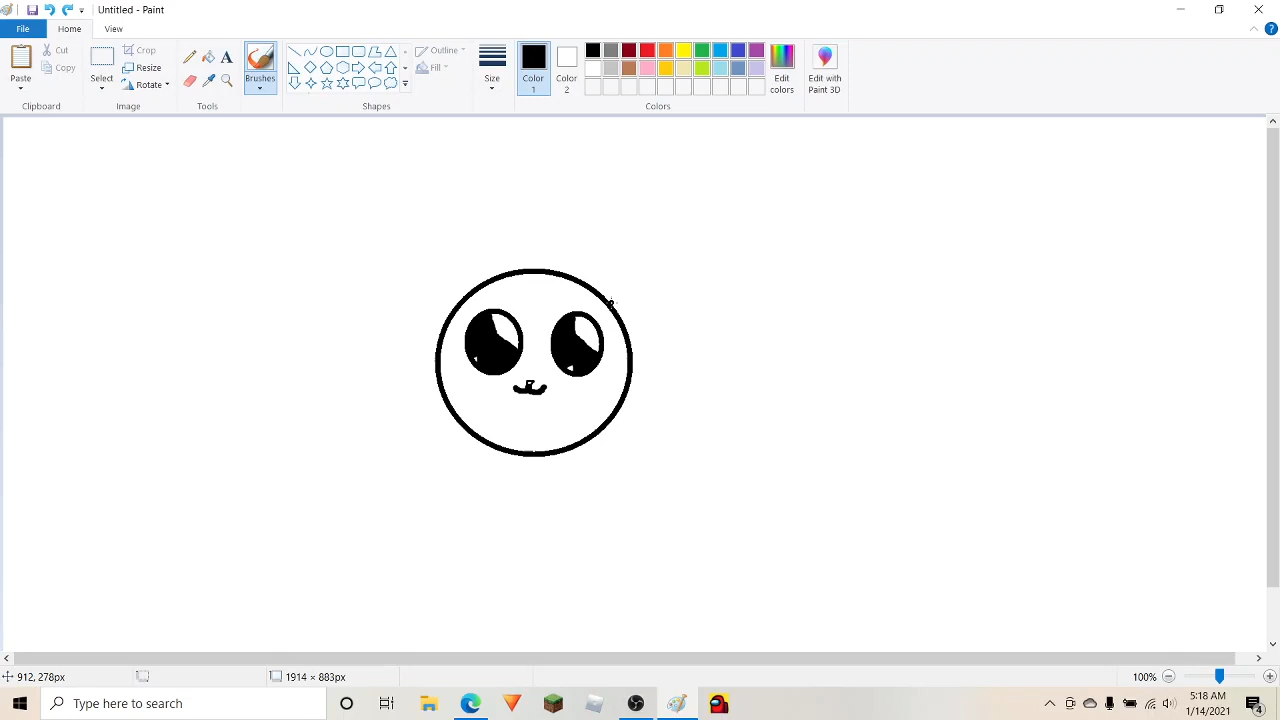 Untitled - Paint
File Home View
Paste
Cut
Copy
Clipboard
Select
Crop
Resize
Rotate
Image
A
Tools
Brushes
Outline
Fill
Shapes
Size
Color 1
Color 2
Edit colors
Colors
Edit with Paint 3D
912, 278px
1914 × 883px
100%
Type here to search
5:18 AM
1/14/2021
4